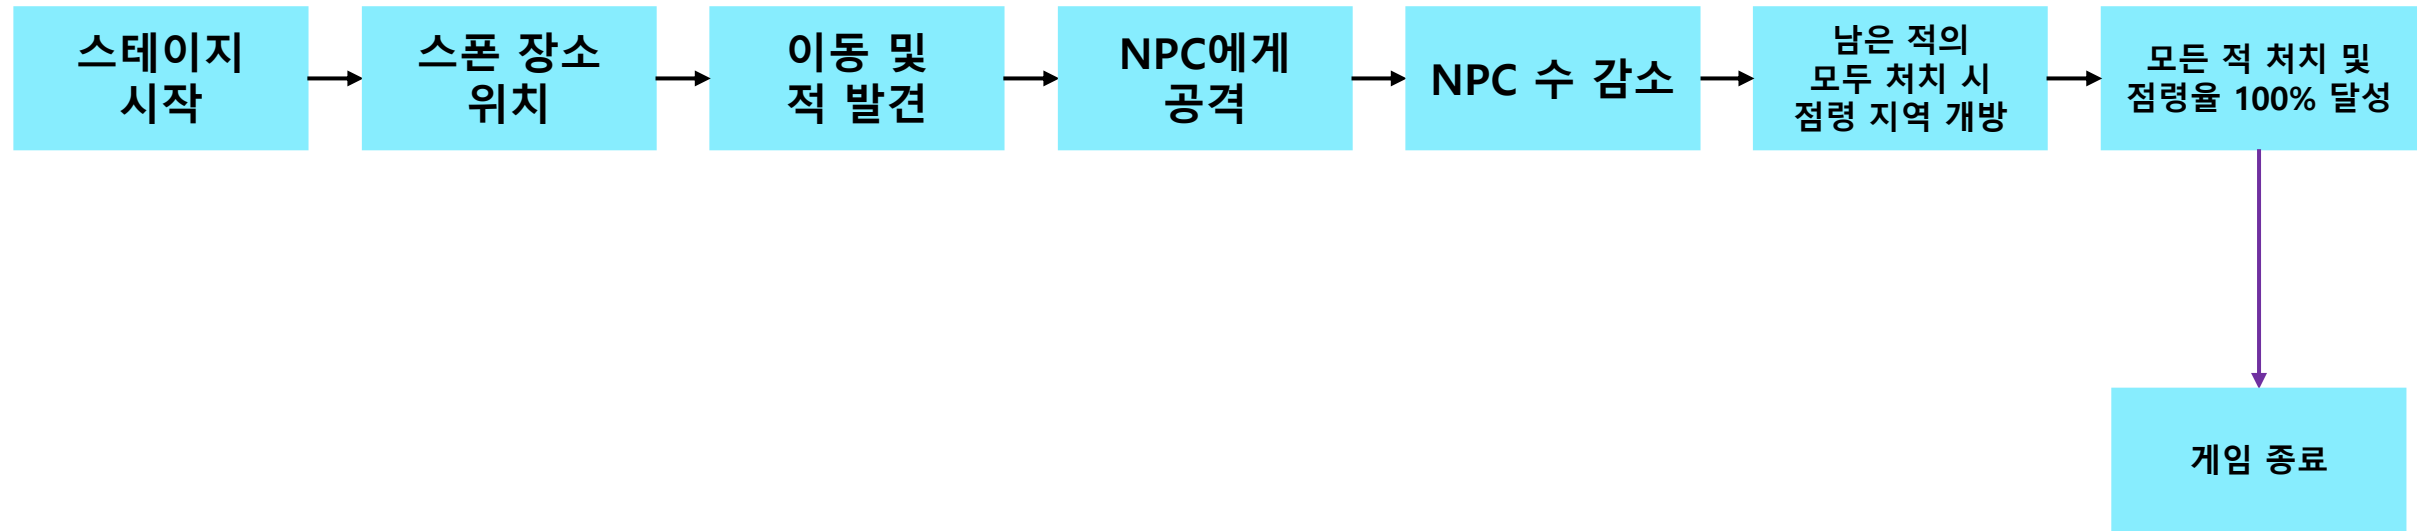 스테이지
시작
스폰 장소
위치
이동 및
적 발견
NPC에게
공격
NPC 수 감소
남은 적의
모두 처치 시
점령 지역 개방
모든 적 처치 및
점령율 100% 달성
게임 종료